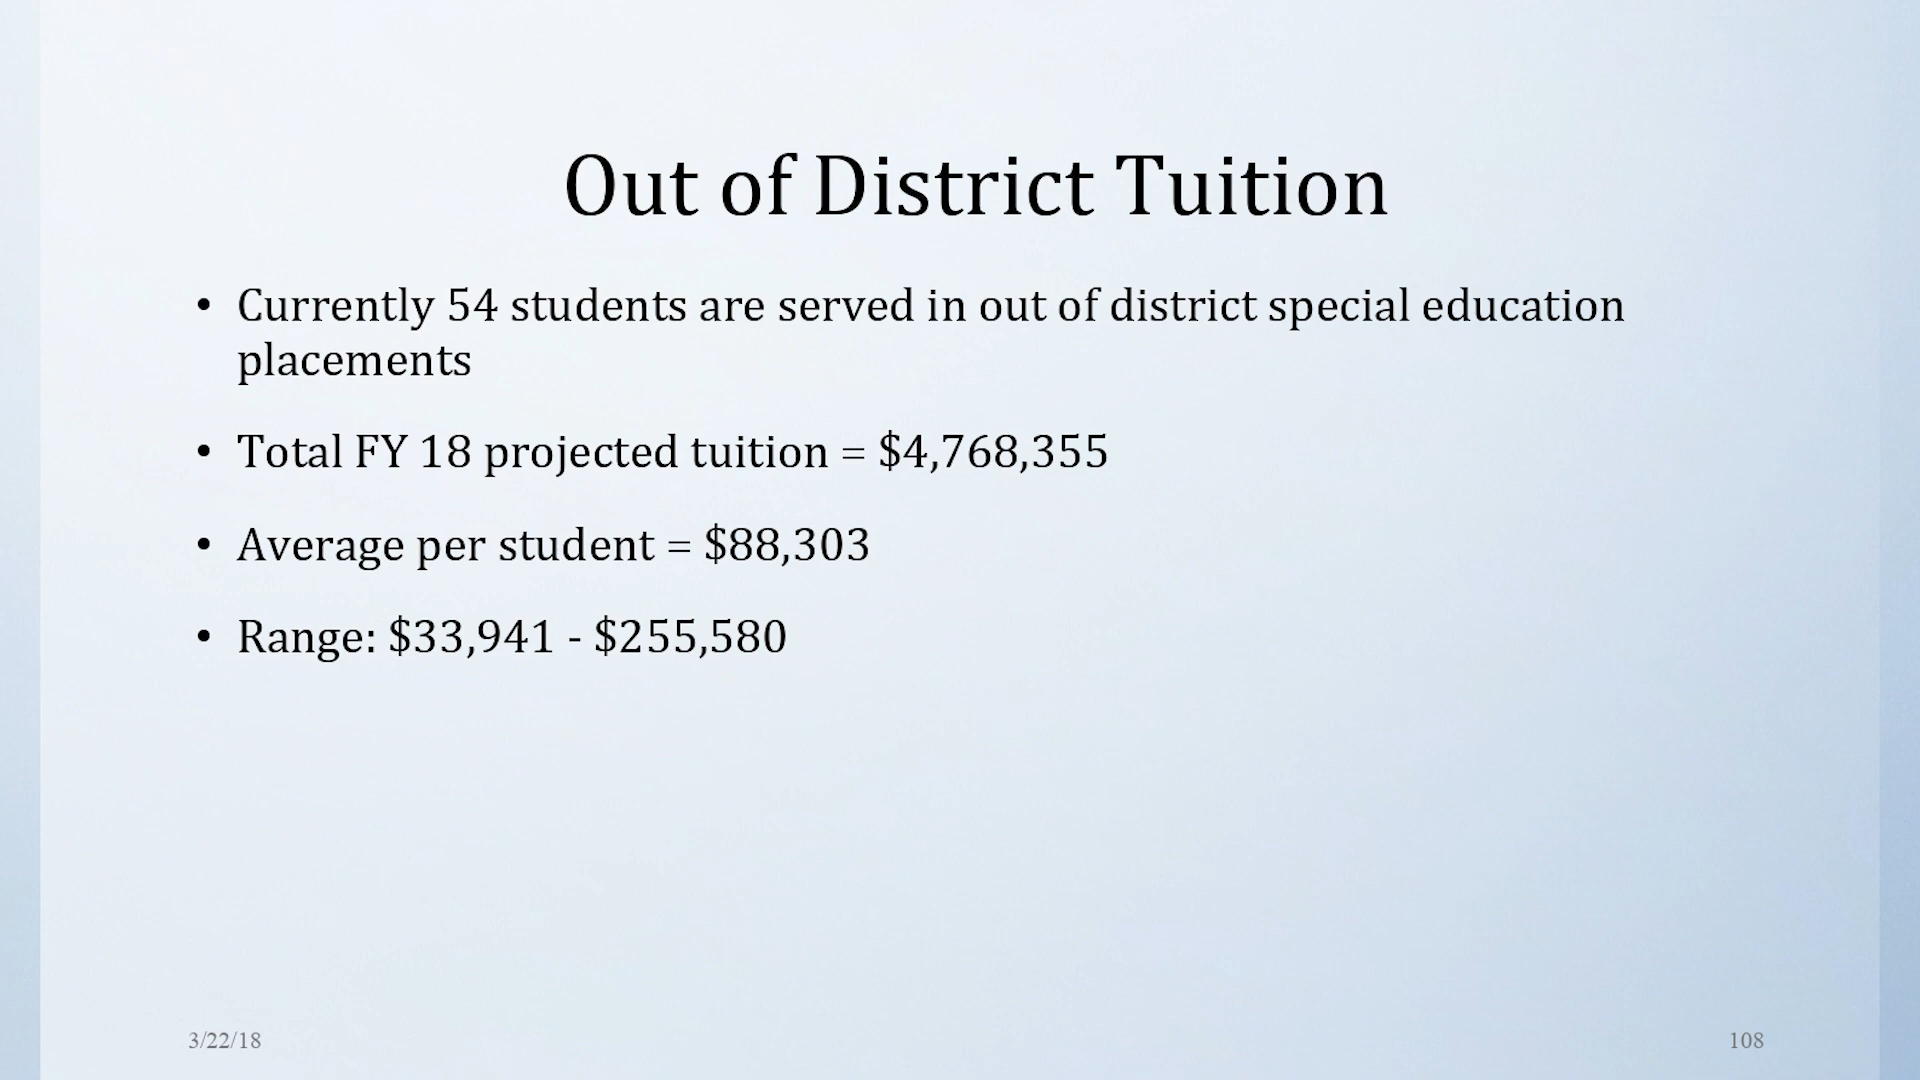 Out of District Tuition
• Currently 54 students are served in out of district special education
placements
• Total FY 18 projected tuition = $4,768,355
• Average per student = $88,303
• Range: $33,941 - $255,580
3/22/18
108